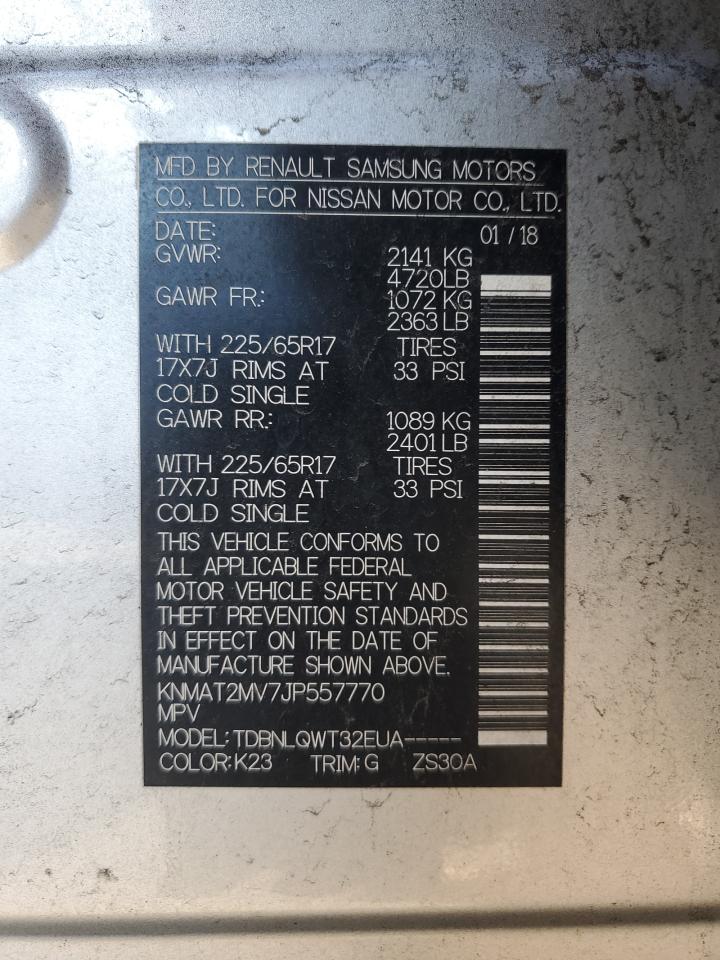 MFD BY RENAULT SAMSUNG MOTORS
CO., LTD. FOR NISSAN MOTOR CO., LTD.
DATE: 01 / 18
GVWR: 2141 KG
4720LB
GAWR FR.: 1072 KG
2363LB
WITH 225/65R17 TIRES
17X7J RIMS AT 33 PSI
COLD SINGLE
GAWR RR.: 1089 KG
2401LB
WITH 225/65R17 TIRES
17X7J RIMS AT 33 PSI
COLD SINGLE
THIS VEHICLE CONFORMS TO
ALL APPLICABLE FEDERAL
MOTOR VEHICLE SAFETY AND
THEFT PREVENTION STANDARDS
IN EFFECT ON THE DATE OF
MANUFACTURE SHOWN ABOVE.
KNMAT2MV7JP557770
MPV
MODEL: TDBNLQWT32EUA-----
COLOR: K23 TRIM: G ZS30A